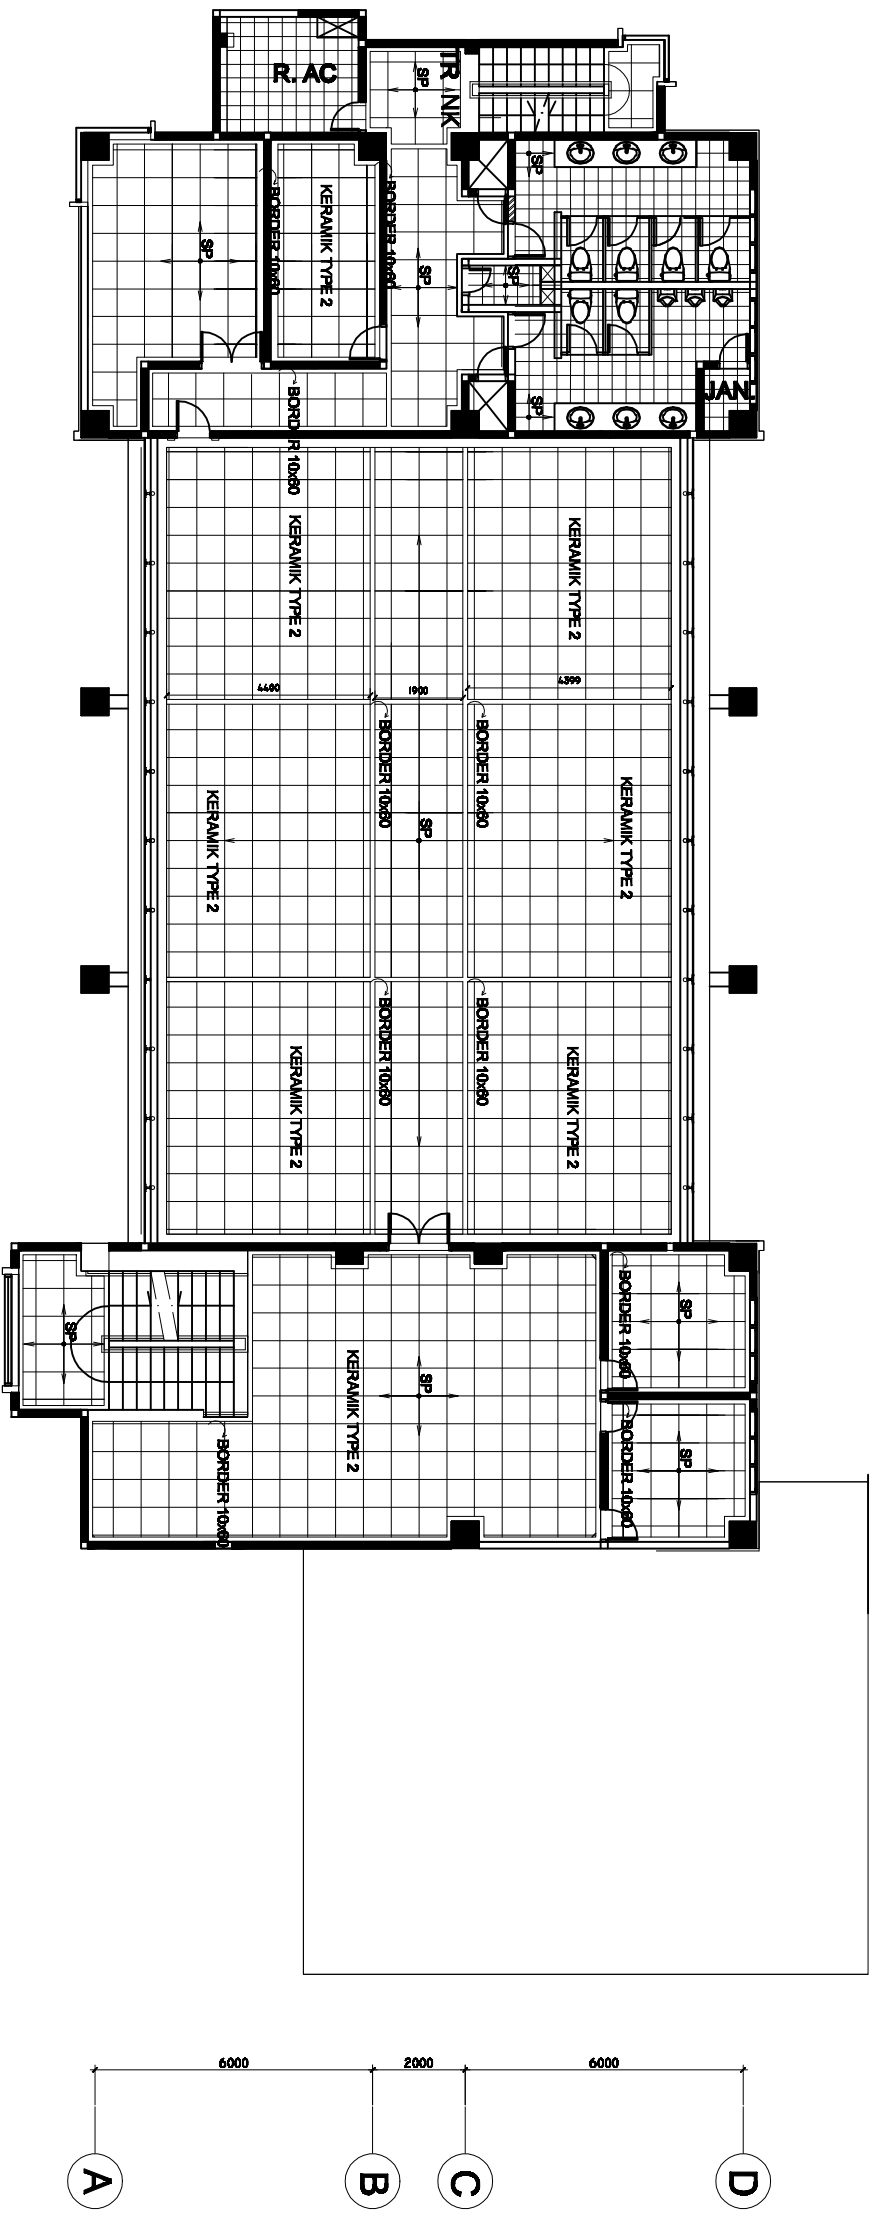 R. AC
TR NK
SP
SP
BORDER 10x60
KERAMIK TYPE 2
BORDER 10x60
SP
SP
SP
SP
JAN.
BORDER 10x60
KERAMIK TYPE 2
KERAMIK TYPE 2
4400
1900
4399
BORDER 10x60
BORDER 10x60
KERAMIK TYPE 2
SP
KERAMIK TYPE 2
BORDER 10x60
BORDER 10x60
KERAMIK TYPE 2
KERAMIK TYPE 2
SP
BORDER 10x60
SP
KERAMIK TYPE 2
SP
BORDER 10x60
BORDER 10x60
SP
6000
2000
6000
A
B
C
D